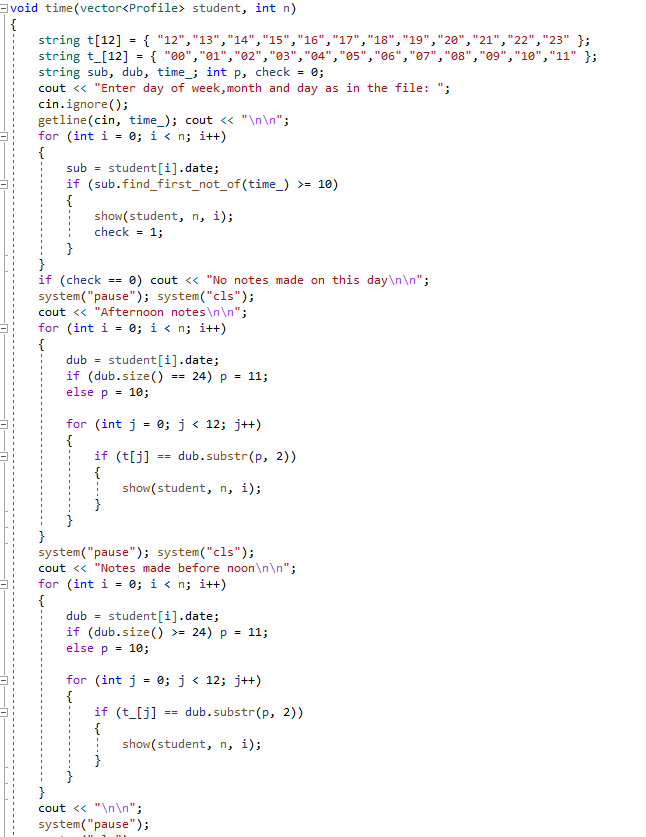 void time(vector<Profile> student, int n)
{
string t[12] = { "12","13","14","15","16","17","18","19","20","21","22","23" };
string t_[12] = { "00","01","02","03","04","05","06","07","08","09","10","11" };
string sub, dub, time_; int p, check = 0;
cout << "Enter day of week,month and day as in the file: ";
cin.ignore();
getline(cin, time_); cout << "\n\n";
for (int i = 0; i < n; i++)
{
sub = student[i].date;
if (sub.find_first_not_of(time_) >= 10)
{
show(student, n, i);
check = 1;
}
}
if (check == 0) cout << "No notes made on this day\n\n";
system("pause"); system("cls");
cout << "Afternoon notes\n\n";
for (int i = 0; i < n; i++)
{
dub = student[i].date;
if (dub.size() == 24) p = 11;
else p = 10;
for (int j = 0; j < 12; j++)
{
if (t[j] == dub.substr(p, 2))
{
show(student, n, i);
}
}
}
system("pause"); system("cls");
cout << "Notes made before noon\n\n";
for (int i = 0; i < n; i++)
{
dub = student[i].date;
if (dub.size() >= 24) p = 11;
else p = 10;
for (int j = 0; j < 12; j++)
{
if (t_[j] == dub.substr(p, 2))
{
show(student, n, i);
}
}
}
cout << "\n\n";
system("pause");